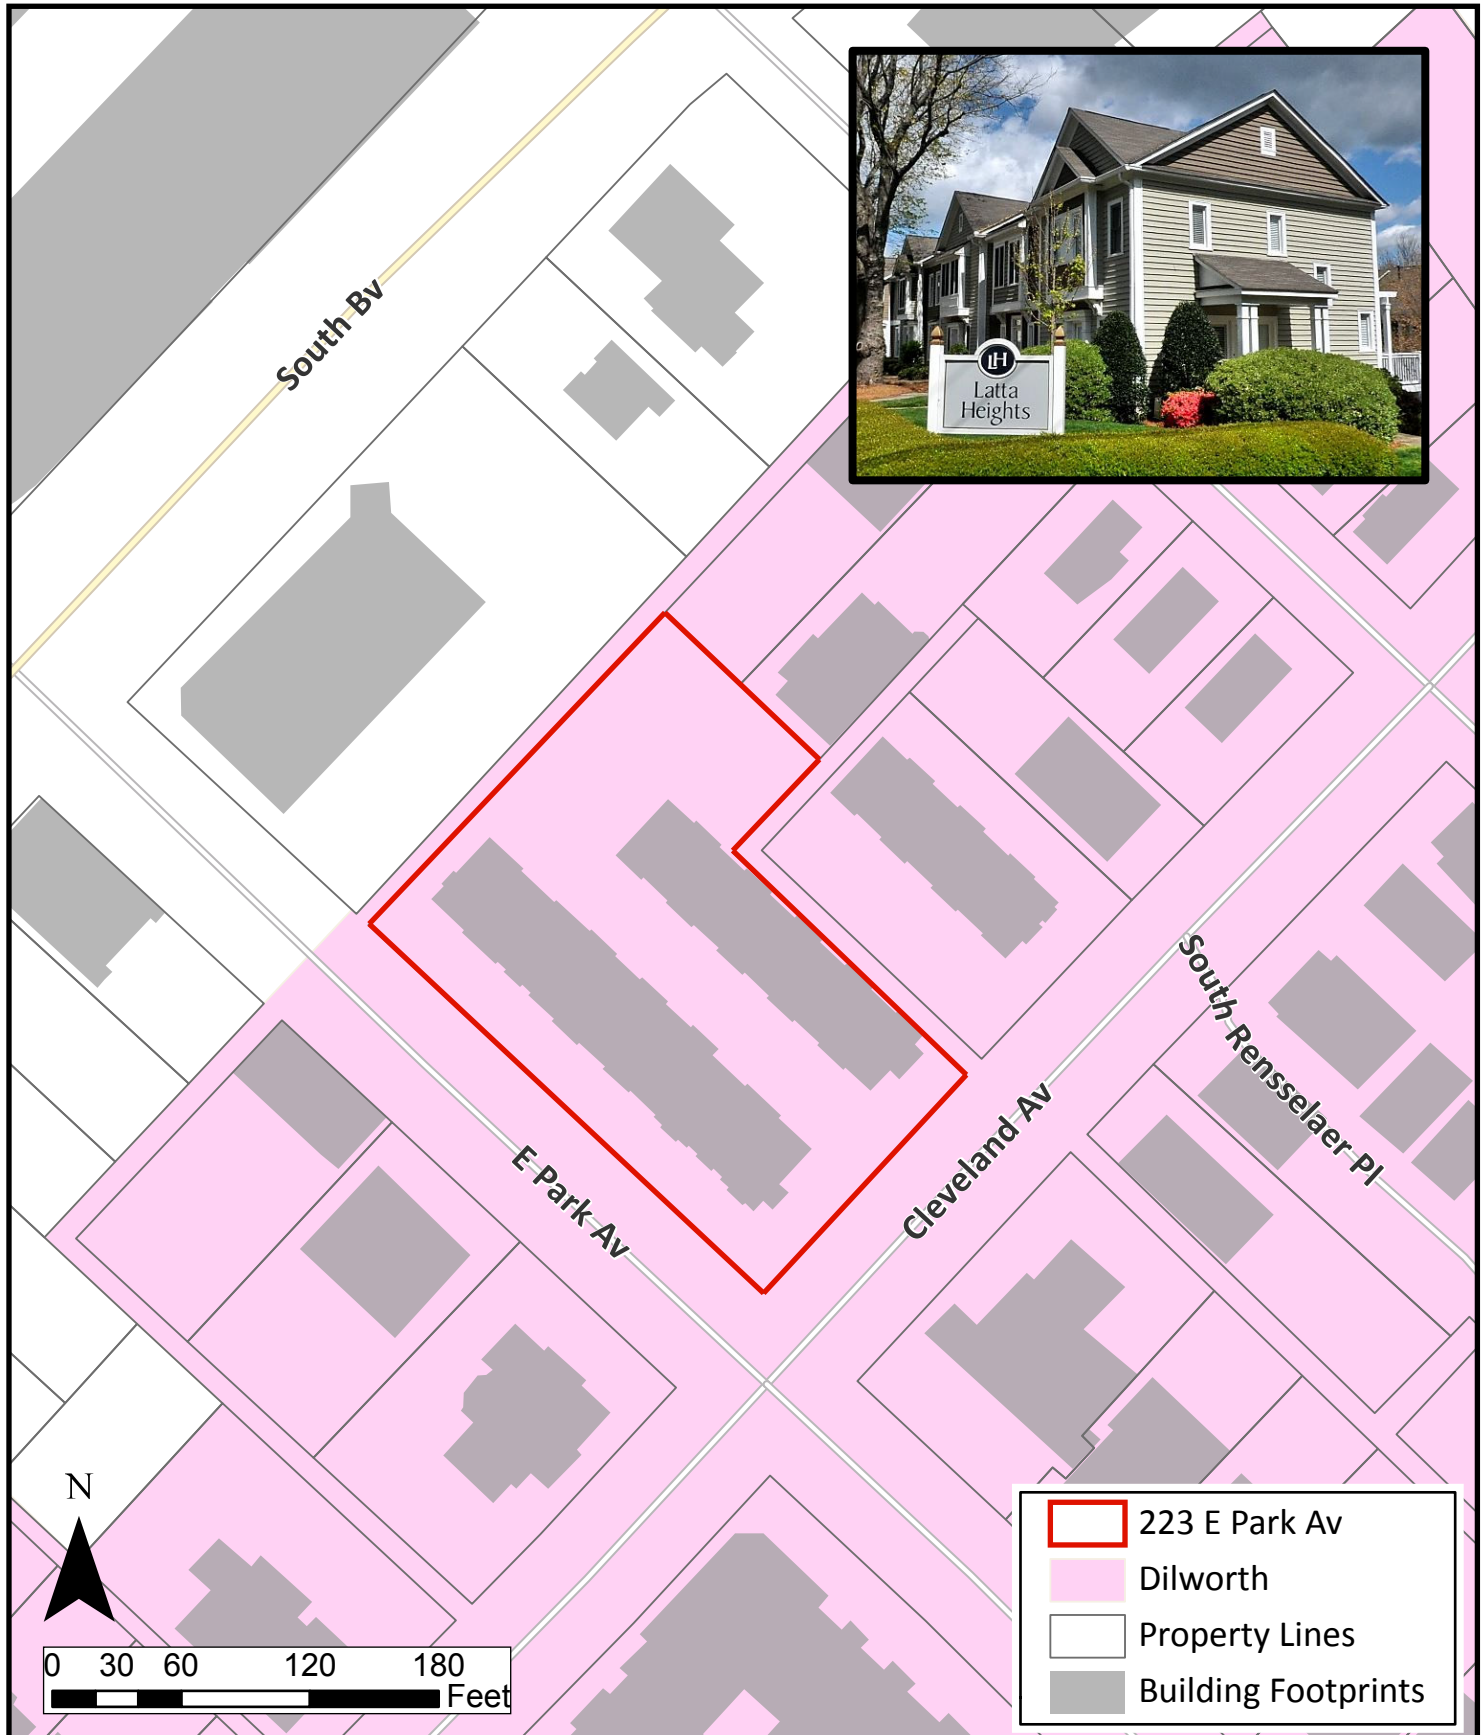 South Bv
LH
Latta
Heights
South Rensselaer Pl
Cleveland Av
E Park Av
N
0 30 60 120 180
Feet
223 E Park Av
Dilworth
Property Lines
Building Footprints